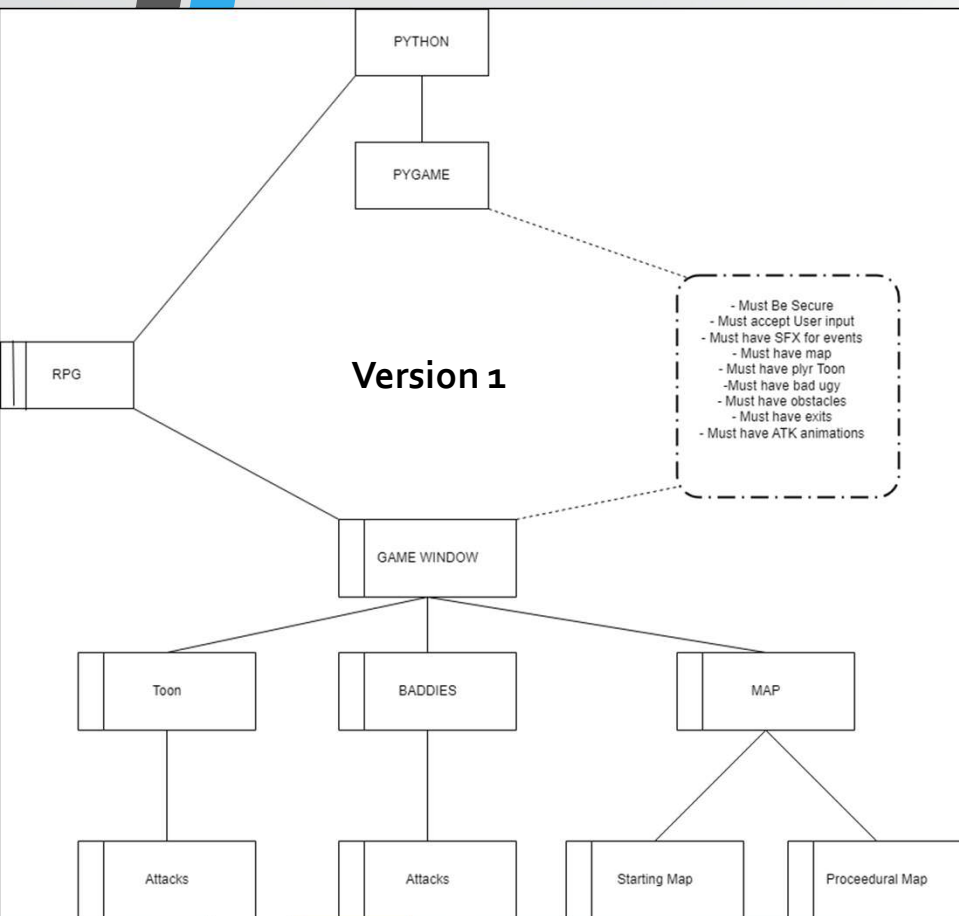 PYTHON
PYGAME
- Must Be Secure
- Must accept User input
- Must have SFX for events
- Must have map
- Must have plyr Toon
-Must have bad ugy
- Must have obstacles
- Must have exits
- Must have ATK animations
RPG
Version 1
GAME WINDOW
Toon
BADDIES
MAP
Attacks
Attacks
Starting Map
Proceedural Map